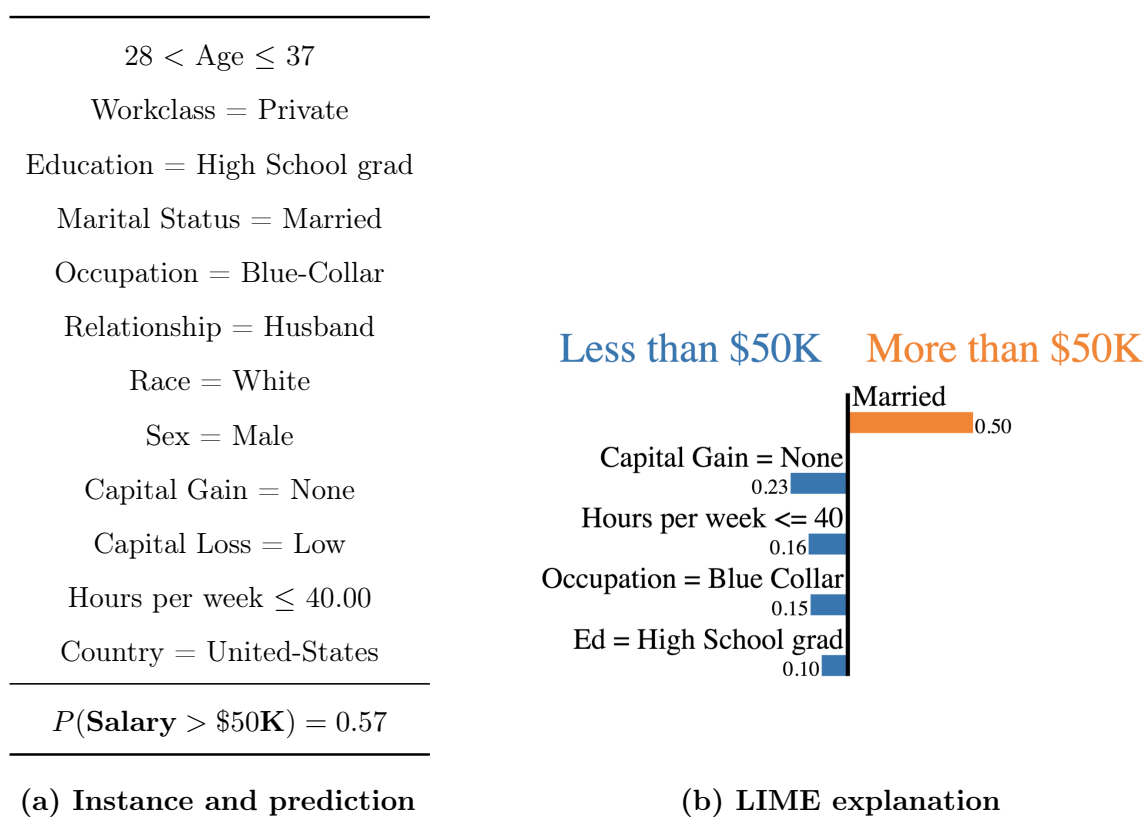 28 < Age ≤ 37
Workclass = Private
Education = High School grad
Marital Status = Married
Occupation = Blue-Collar
Relationship = Husband
Race = White
Sex = Male
Capital Gain = None
Capital Loss = Low
Hours per week ≤ 40.00
Country = United-States
P(Salary > $50K) = 0.57
(a) Instance and prediction
Less than $50K More than $50K
Married
0.50
Capital Gain = None
0.23
Hours per week <= 40
0.16
Occupation = Blue Collar
0.15
Ed = High School grad
0.10
(b) LIME explanation